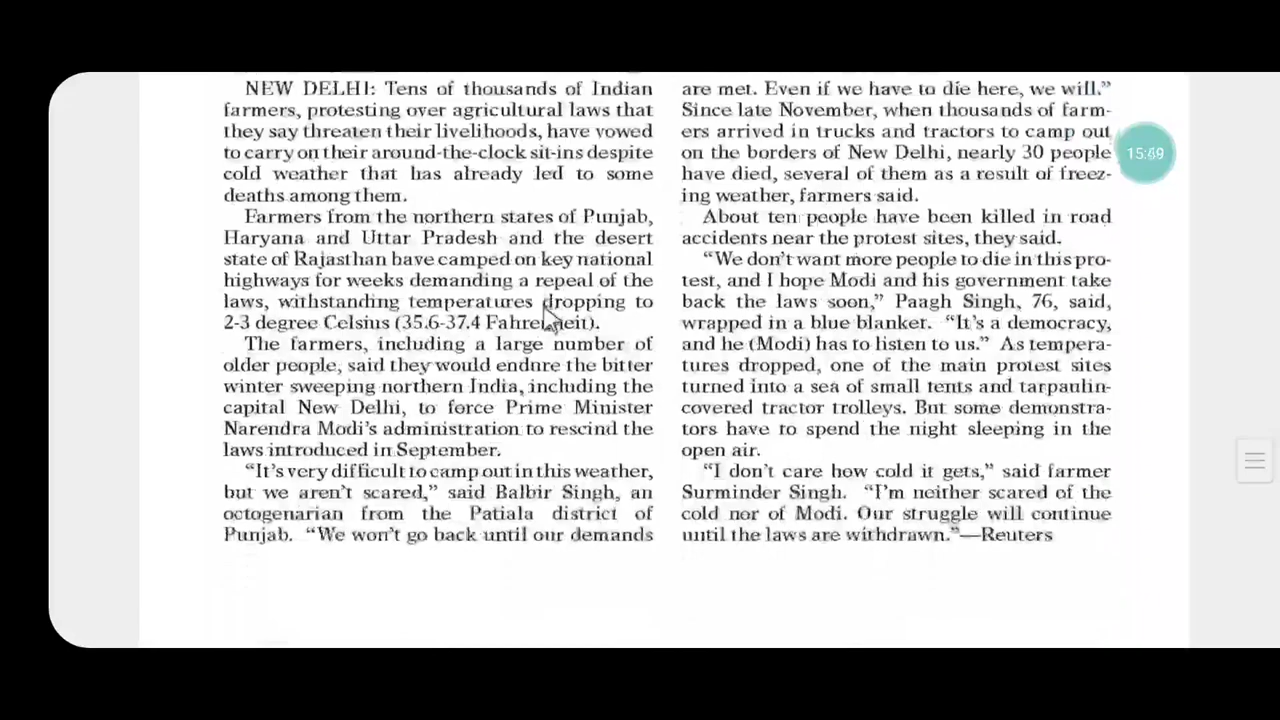 NEW DELHI: Tens of thousands of Indian
farmers, protesting over agricultural laws that
they say threaten their livelihoods, have vowed
to carry on their around-the-clock sit-ins despite
cold weather that has already led to some
deaths among them.
Farmers from the northern states of Punjab,
Haryana and Uttar Pradesh and the desert
state of Rajasthan have camped on key national
highways for weeks demanding a repeal of the
laws, withstanding temperatures dropping to
2-3 degree Celsius (35.6-37.4 Fahrenheit).
The farmers, including a large number of
older people, said they would endure the bitter
winter sweeping northern India, including the
capital New Delhi, to force Prime Minister
Narendra Modi's administration to rescind the
laws introduced in September.
"It's very difficult to camp out in this weather,
but we aren't scared," said Balbir Singh, an
octogenarian from the Patiala district of
Punjab. "We won't go back until our demands
are met. Even if we have to die here, we will."
Since late November, when thousands of farm-
ers arrived in trucks and tractors to camp out
on the borders of New Delhi, nearly 30 people
have died, several of them as a result of freez-
ing weather, farmers said.
About ten people have been killed in road
accidents near the protest sites, they said.
"We don't want more people to die in this pro-
test, and I hope Modi and his government take
back the laws soon," Paagh Singh, 76, said,
wrapped in a blue blanket. "It's a democracy,
and he (Modi) has to listen to us." As tempera-
tures dropped, one of the main protest sites
turned into a sea of small tents and tarpaulin-
covered tractor trolleys. But some demonstra-
tors have to spend the night sleeping in the
open air.
"I don't care how cold it gets," said farmer
Surminder Singh. "I'm neither scared of the
cold nor of Modi. Our struggle will continue
until the laws are withdrawn."—Reuters